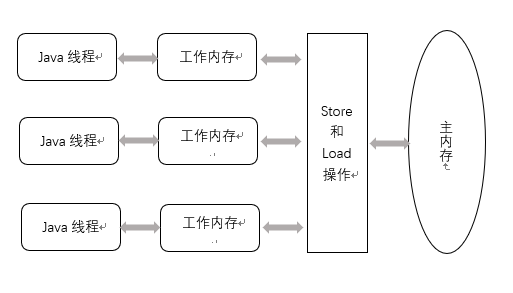 Java 线程
工作内存
Java 线程
工作内存
Java 线程
工作内存
Store
和
Load
操作
主
内
存